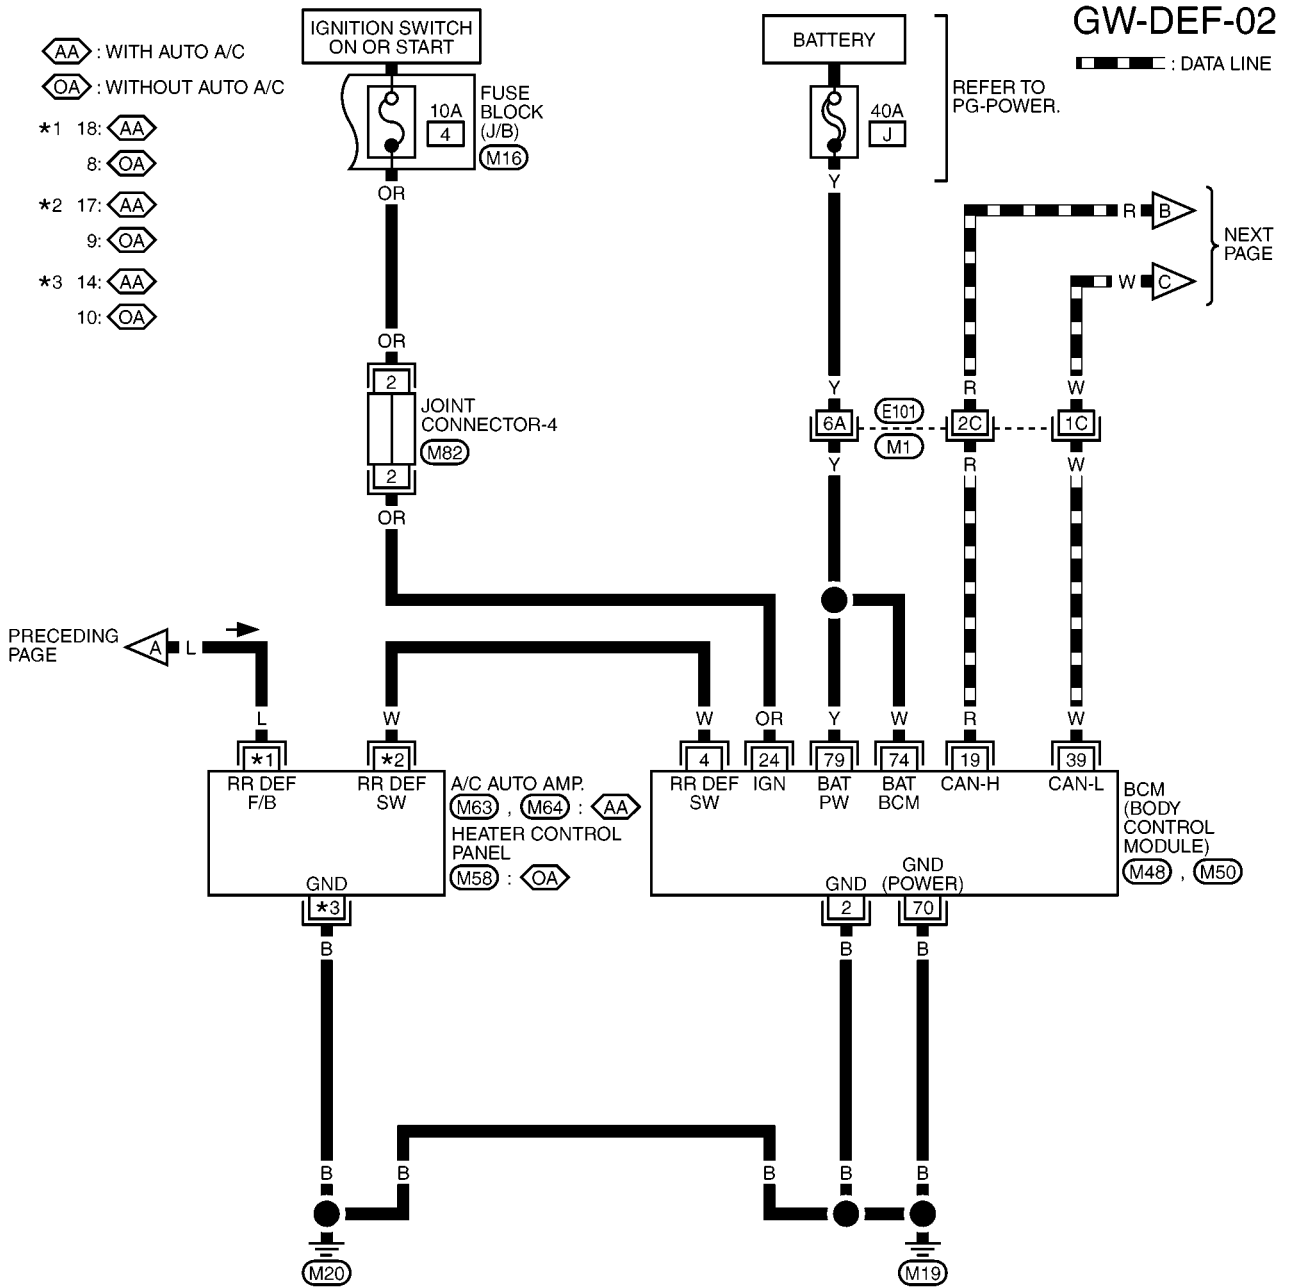 GW-DEF-02
: DATA LINE
AA : WITH AUTO A/C
OA : WITHOUT AUTO A/C
*1 18: AA
8: OA
*2 17: AA
9: OA
*3 14: AA
10: OA
IGNITION SWITCH
ON OR START
10A
4
FUSE
BLOCK
(J/B)
M16
BATTERY
40A
J
REFER TO
PG-POWER.
OR
Y
R B
W C
NEXT
PAGE
OR
2
JOINT
CONNECTOR-4
M82
2
OR
Y R W
6A E101 2C 1C
M1
Y R W
PRECEDING
PAGE
A L
L W W OR Y W R W
*1 *2 4 24 79 74 19 39
RR DEF
F/B
RR DEF
SW
A/C AUTO AMP.
M63 , M64 : AA
HEATER CONTROL
PANEL
M58 : OA
RR DEF
SW
IGN
BAT
PW
BAT
BCM
CAN-H
CAN-L
BCM
(BODY
CONTROL
MODULE)
M48 , M50
GND
GND
GND
(POWER)
*3 2 70
B B B
B B B B B
M20 M19